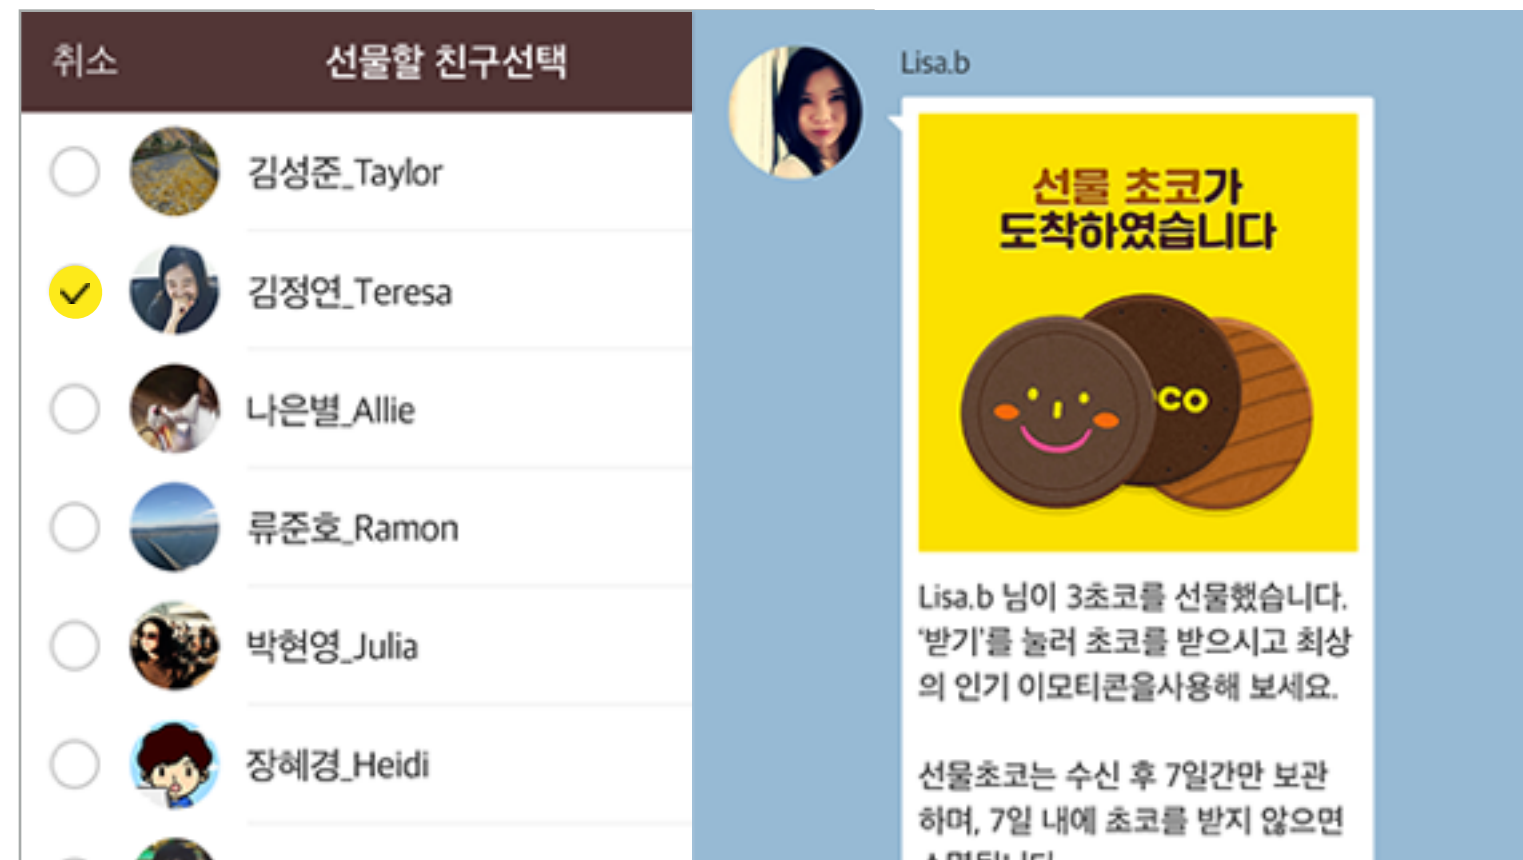 취소
선물할 친구선택
김성준_Taylor
김정연_Teresa
나은별_Allie
류준호_Ramon
박현영_Julia
장혜경_Heidi
Lisa.b
선물 초코가
도착하였습니다
co
Lisa.b 님이 3초코를 선물했습니다.
‘받기’를 눌러 초코를 받으시고 최상
의 인기 이모티콘을사용해 보세요.
선물초코는 수신 후 7일간만 보관
하며, 7일 내에 초코를 받지 않으면